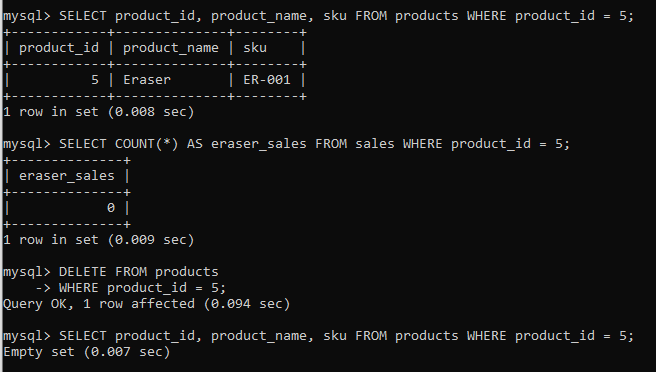 mysql> SELECT product_id, product_name, sku FROM products WHERE product_id = 5;
+------------+--------------+--------+
| product_id | product_name | sku    |
+------------+--------------+--------+
|          5 | Eraser       | ER-001 |
+------------+--------------+--------+
1 row in set (0.008 sec)

mysql> SELECT COUNT(*) AS eraser_sales FROM sales WHERE product_id = 5;
+--------------+
| eraser_sales |
+--------------+
|            0 |
+--------------+
1 row in set (0.009 sec)

mysql> DELETE FROM products
    -> WHERE product_id = 5;
Query OK, 1 row affected (0.094 sec)

mysql> SELECT product_id, product_name, sku FROM products WHERE product_id = 5;
Empty set (0.007 sec)